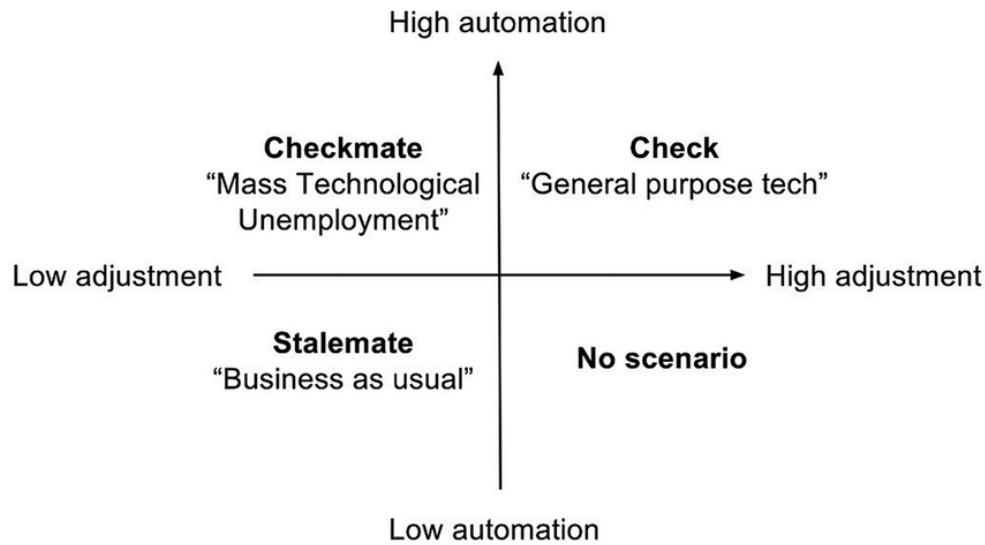 High automation
Checkmate
“Mass Technological
Unemployment”
Check
“General purpose tech”
Low adjustment
High adjustment
Stalemate
“Business as usual”
No scenario
Low automation